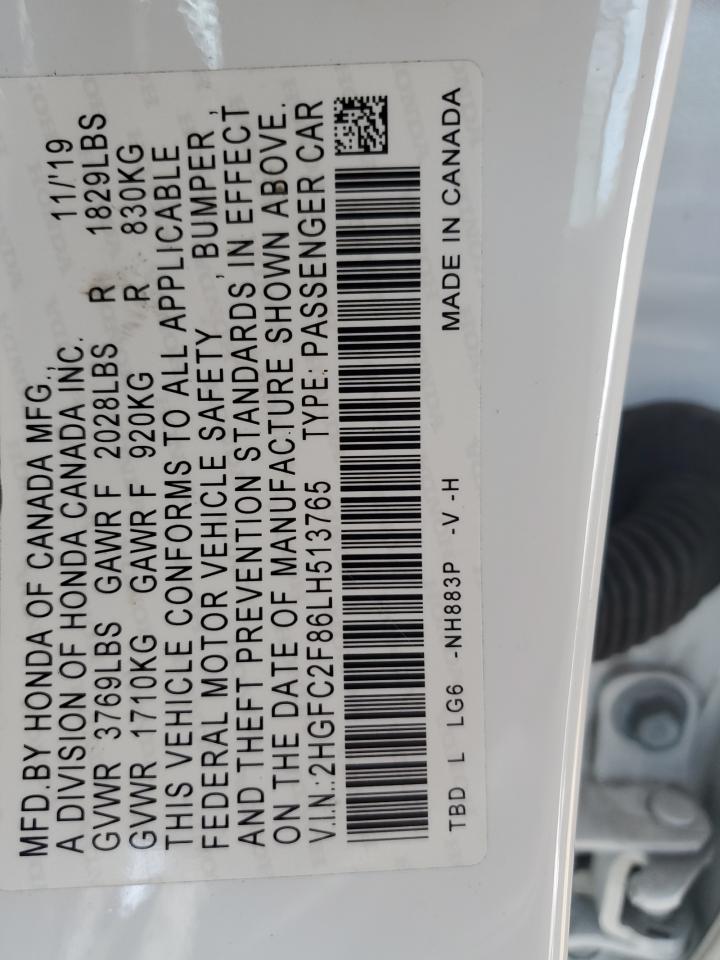 MFD.BY HONDA OF CANADA MFG., 11/'19
A DIVISION OF HONDA CANADA INC.
GVWR 3769LBS GAWR F 2028LBS R 1829LBS
GVWR 1710KG GAWR F 920KG R 830KG
THIS VEHICLE CONFORMS TO ALL APPLICABLE
FEDERAL MOTOR VEHICLE SAFETY , BUMPER ,
AND THEFT PREVENTION STANDARDS IN EFFECT
ON THE DATE OF MANUFACTURE SHOWN ABOVE.
V.I.N.:2HGFC2F86LH513765 TYPE: PASSENGER CAR
TBD L LG6 -NH883P -V -H MADE IN CANADA